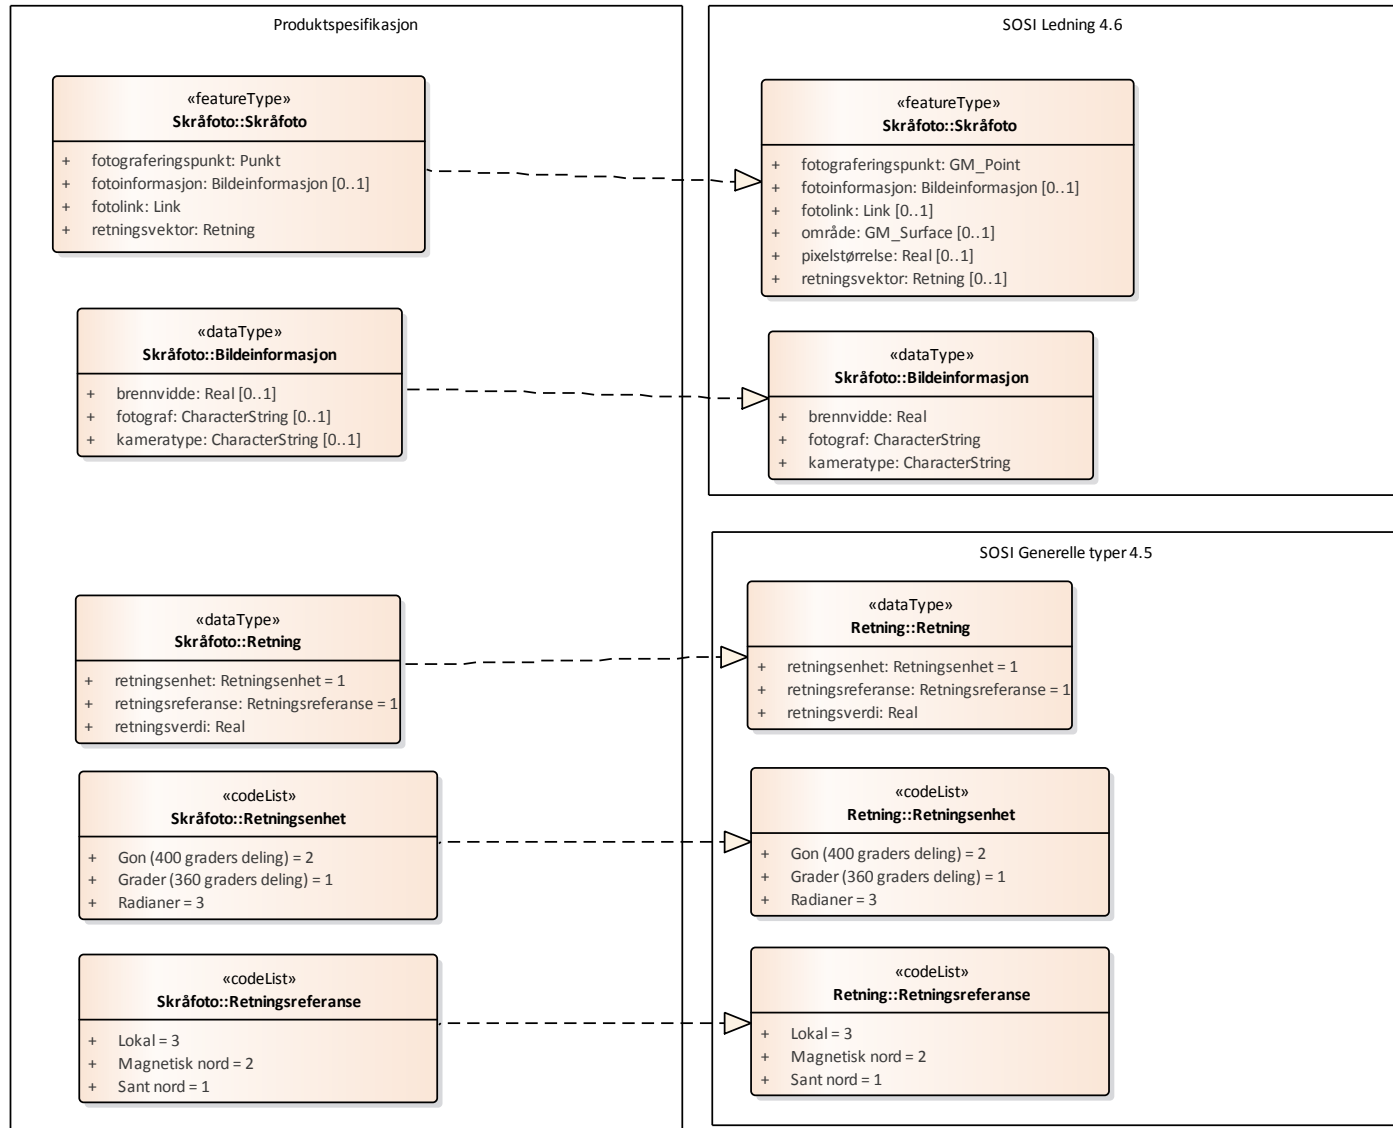 Produktspesifikasjon
«featureType»
Skråfoto::Skråfoto
+ fotograferingspunkt: Punkt
+ fotoinformasjon: Bildeinformasjon [0..1]
+ fotolink: Link
+ retningsvektor: Retning
«dataType»
Skråfoto::Bildeinformasjon
+ brennvidde: Real [0..1]
+ fotograf: CharacterString [0..1]
+ kameratype: CharacterString [0..1]
«dataType»
Skråfoto::Retning
+ retningsenhet: Retningsenhet = 1
+ retningsreferanse: Retningsreferanse = 1
+ retningsverdi: Real
«codeList»
Skråfoto::Retningsenhet
+ Gon (400 graders deling) = 2
+ Grader (360 graders deling) = 1
+ Radianer = 3
«codeList»
Skråfoto::Retningsreferanse
+ Lokal = 3
+ Magnetisk nord = 2
+ Sant nord = 1
SOSI Ledning 4.6
«featureType»
Skråfoto::Skråfoto
+ fotograferingspunkt: GM_Point
+ fotoinformasjon: Bildeinformasjon [0..1]
+ fotolink: Link [0..1]
+ område: GM_Surface [0..1]
+ pixelstørrelse: Real [0..1]
+ retningsvektor: Retning [0..1]
«dataType»
Skråfoto::Bildeinformasjon
+ brennvidde: Real
+ fotograf: CharacterString
+ kameratype: CharacterString
SOSI Generelle typer 4.5
«dataType»
Retning::Retning
+ retningsenhet: Retningsenhet = 1
+ retningsreferanse: Retningsreferanse = 1
+ retningsverdi: Real
«codeList»
Retning::Retningsenhet
+ Gon (400 graders deling) = 2
+ Grader (360 graders deling) = 1
+ Radianer = 3
«codeList»
Retning::Retningsreferanse
+ Lokal = 3
+ Magnetisk nord = 2
+ Sant nord = 1